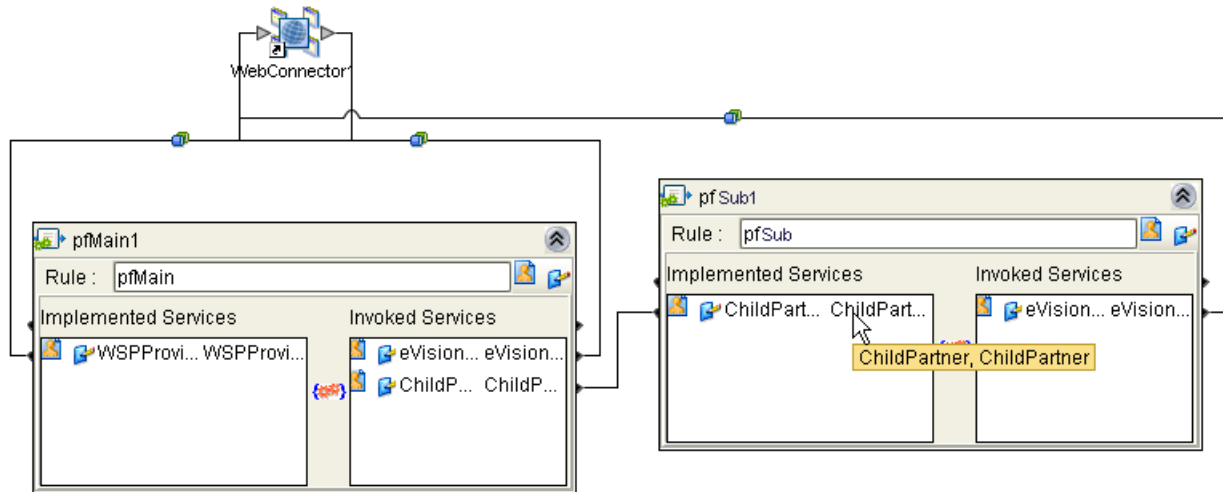 WebConnector1
pfMain1
Rule : pfMain
Implemented Services Invoked Services
WSPProvi... WSPProvi...
eVision... eVision...
ChildP... ChildP...
pfSub1
Rule : pfSub
Implemented Services Invoked Services
ChildPart... ChildPart...
eVision... eVision...
ChildPartner, ChildPartner